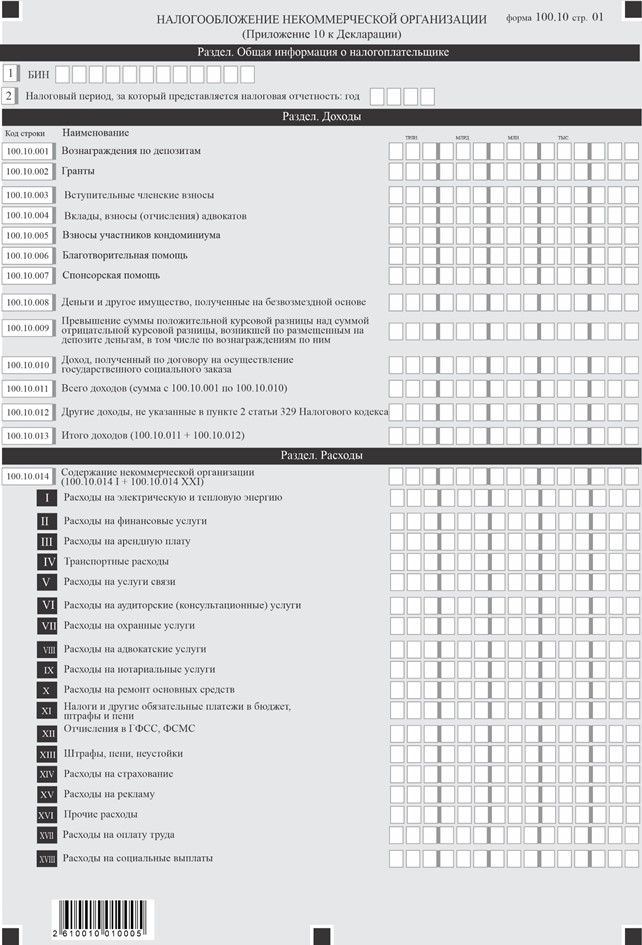 НАЛОГООБЛОЖЕНИЕ НЕКОММЕРЧЕСКОЙ ОРГАНИЗАЦИИ форма 100.10 стр. 01
(Приложение 10 к Декларации)
Раздел. Общая информация о налогоплательщике
1 БИН
2 Налоговый период, за который представляется налоговая отчетность: год
Раздел. Доходы
Код строки Наименование
трлн. млрд. млн. тыс.
100.10.001 Вознаграждения по депозитам
100.10.002 Гранты
100.10.003 Вступительные членские взносы
100.10.004 Вклады, взносы (отчисления) адвокатов
100.10.005 Взносы участников кондоминиума
100.10.006 Благотворительная помощь
100.10.007 Спонсорская помощь
100.10.008 Деньги и другое имущество, полученные на безвозмездной основе
100.10.009 Превышение суммы положительной курсовой разницы над суммой
отрицательной курсовой разницы, возникшей по размещенным на
депозите деньгам, в том числе по вознаграждениям по ним
100.10.010 Доход, полученный по договору на осуществление
государственного социального заказа
100.10.011 Всего доходов (сумма с 100.10.001 по 100.10.010)
100.10.012 Другие доходы, не указанные в пункте 2 статьи 329 Налогового кодекса
100.10.013 Итого доходов (100.10.011 + 100.10.012)
Раздел. Расходы
100.10.014 Содержание некоммерческой организации
(100.10.014 I + 100.10.014 XXI)
I Расходы на электрическую и тепловую энергию
II Расходы на финансовые услуги
III Расходы на арендную плату
IV Транспортные расходы
V Расходы на услуги связи
VI Расходы на аудиторские (консультационные) услуги
VII Расходы на охранные услуги
VIII Расходы на адвокатские услуги
IX Расходы на нотариальные услуги
X Расходы на ремонт основных средств
XI Налоги и другие обязательные платежи в бюджет,
штрафы и пени
XII Отчисления в ГФСС, ФСМС
XIII Штрафы, пени, неустойки
XIV Расходы на страхование
XV Расходы на рекламу
XVI Прочие расходы
XVII Расходы на оплату труда
XVIII Расходы на социальные выплаты
2 610010 010005